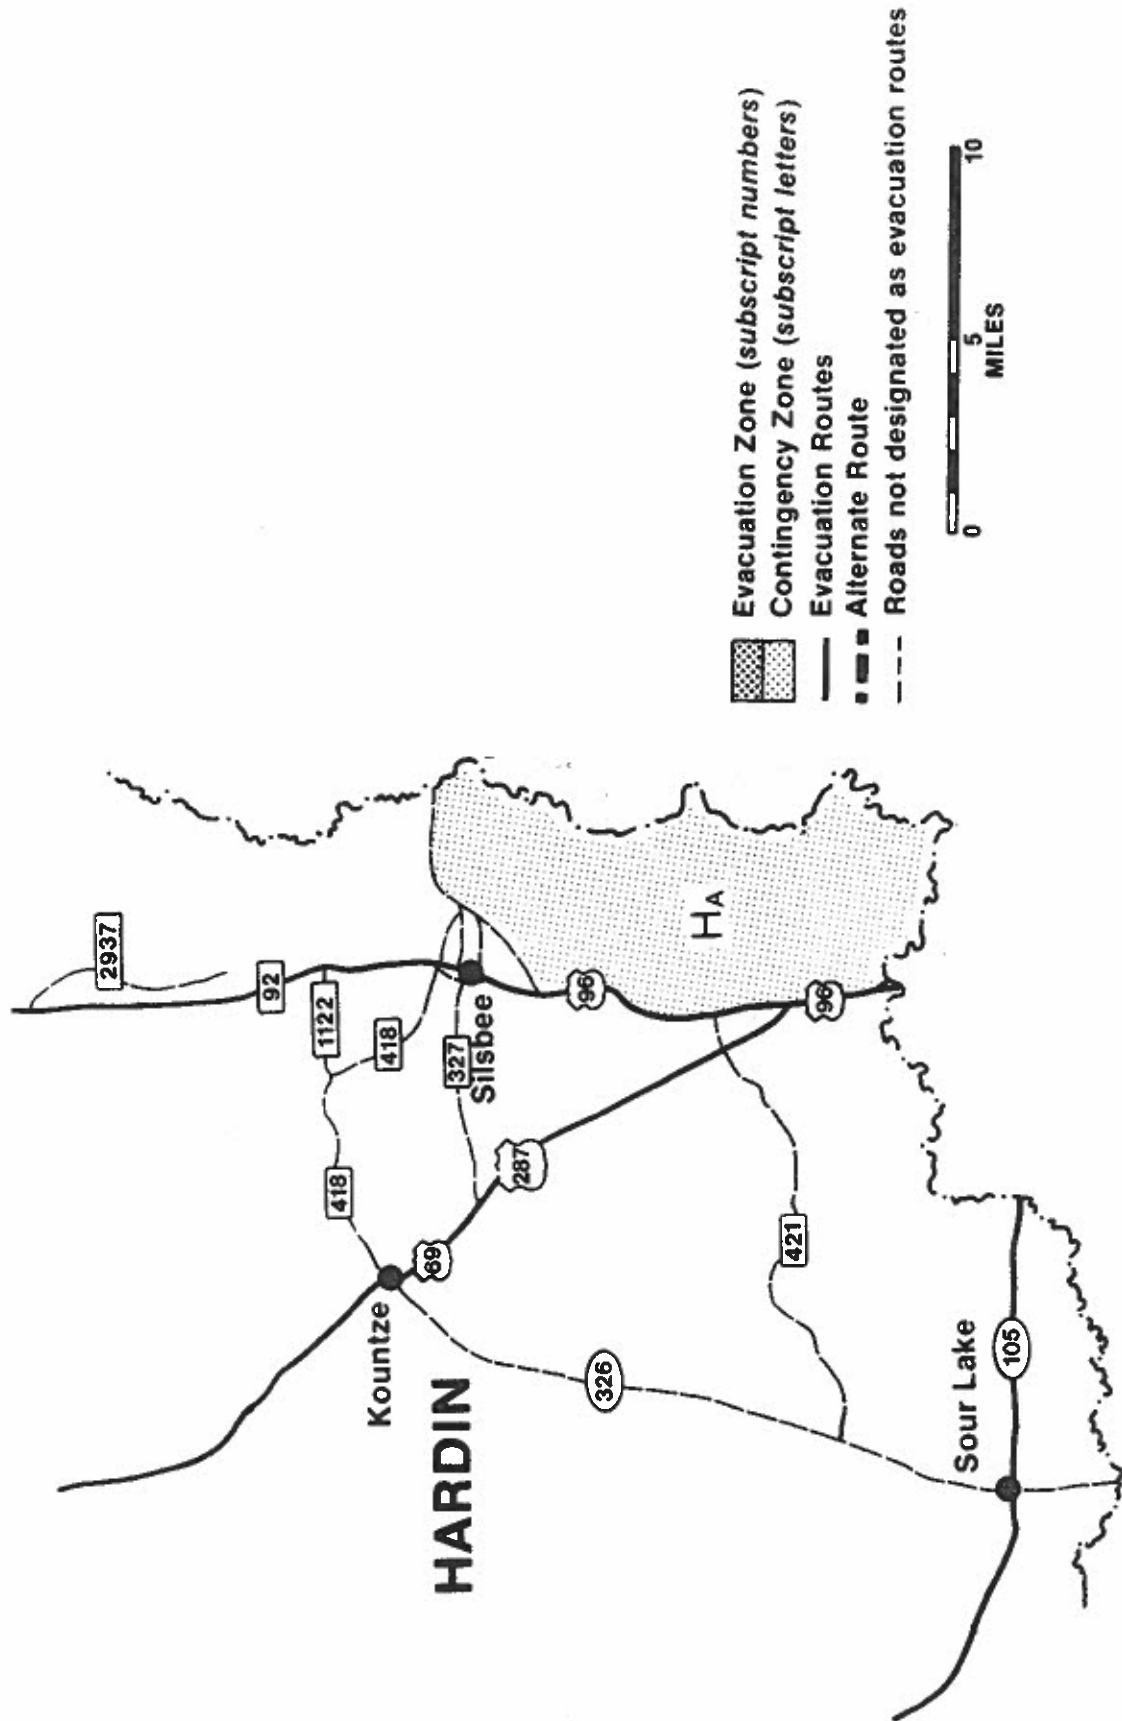 2937
92
1122
418
418
327
Silsbee
96
96
69
287
Kountze
HARDIN
326
421
Sour Lake
105
HA
Evacuation Zone (subscript numbers)
Contingency Zone (subscript letters)
Evacuation Routes
Alternate Route
Roads not designated as evacuation routes
0 5 10
MILES